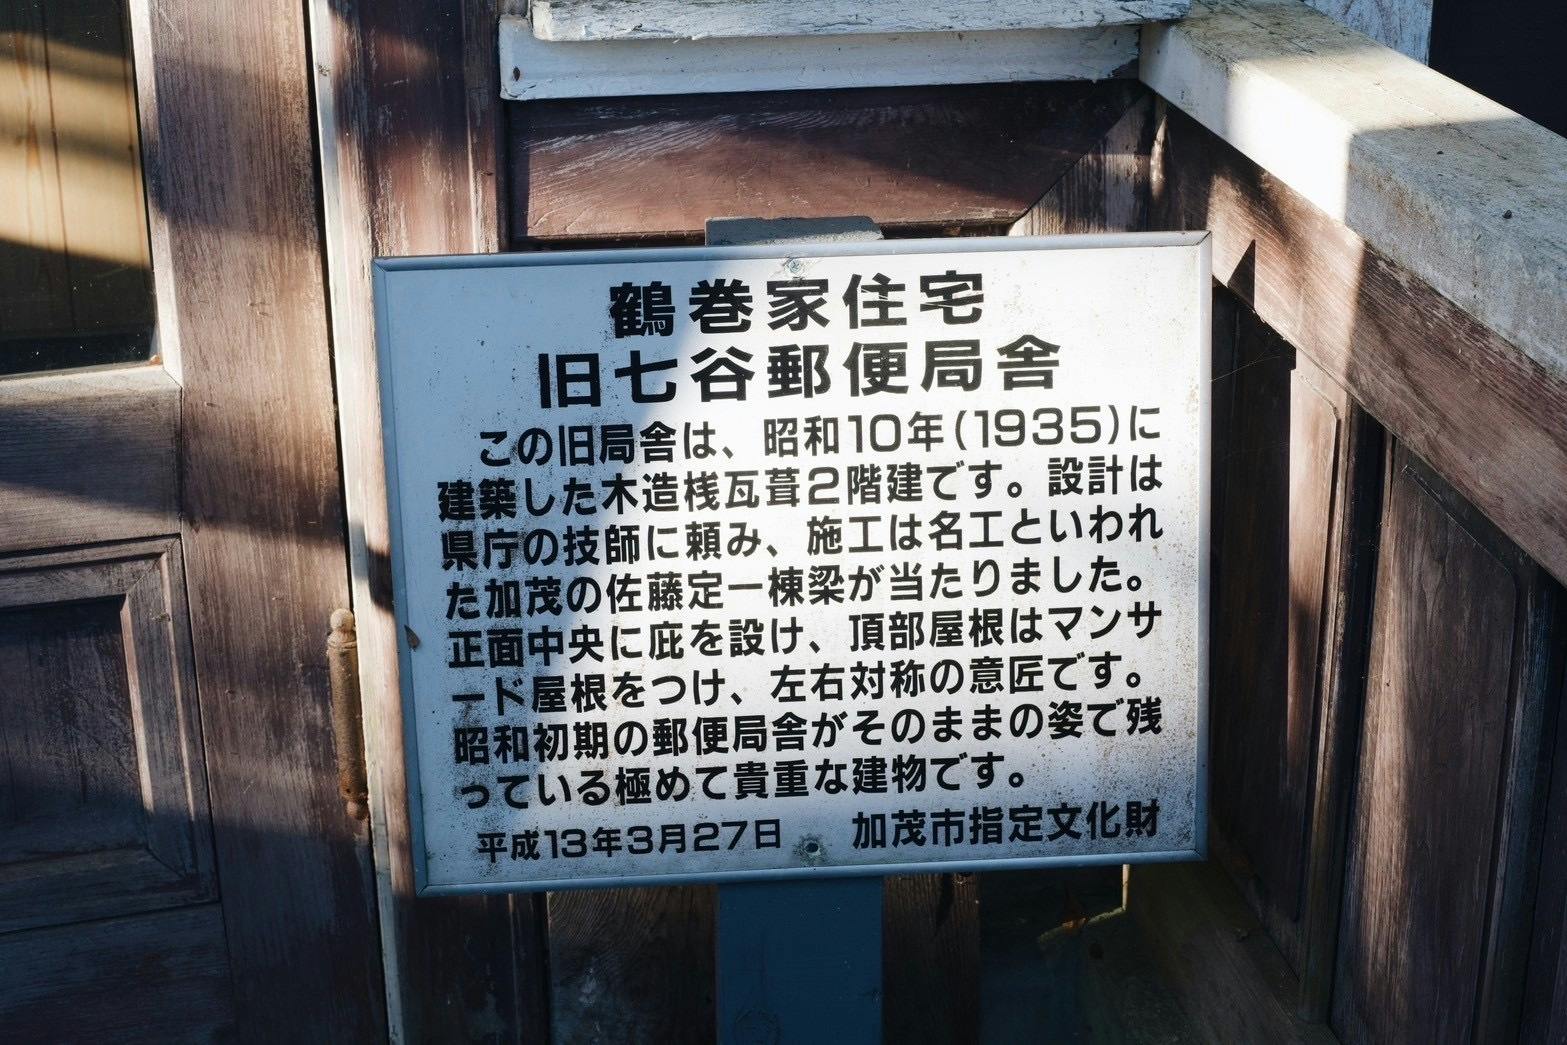 鶴巻家住宅
旧七谷郵便局舎
この旧局舎は、昭和10年(1935)に
建築した木造桟瓦葺2階建です。設計は
県庁の技師に頼み、施工は名工といわれ
た加茂の佐藤定一棟梁が当たりました。
正面中央に庇を設け、頂部屋根はマンサ
ード屋根をつけ、左右対称の意匠です。
昭和初期の郵便局舎がそのままの姿で残
っている極めて貴重な建物です。
平成13年3月27日　加茂市指定文化財